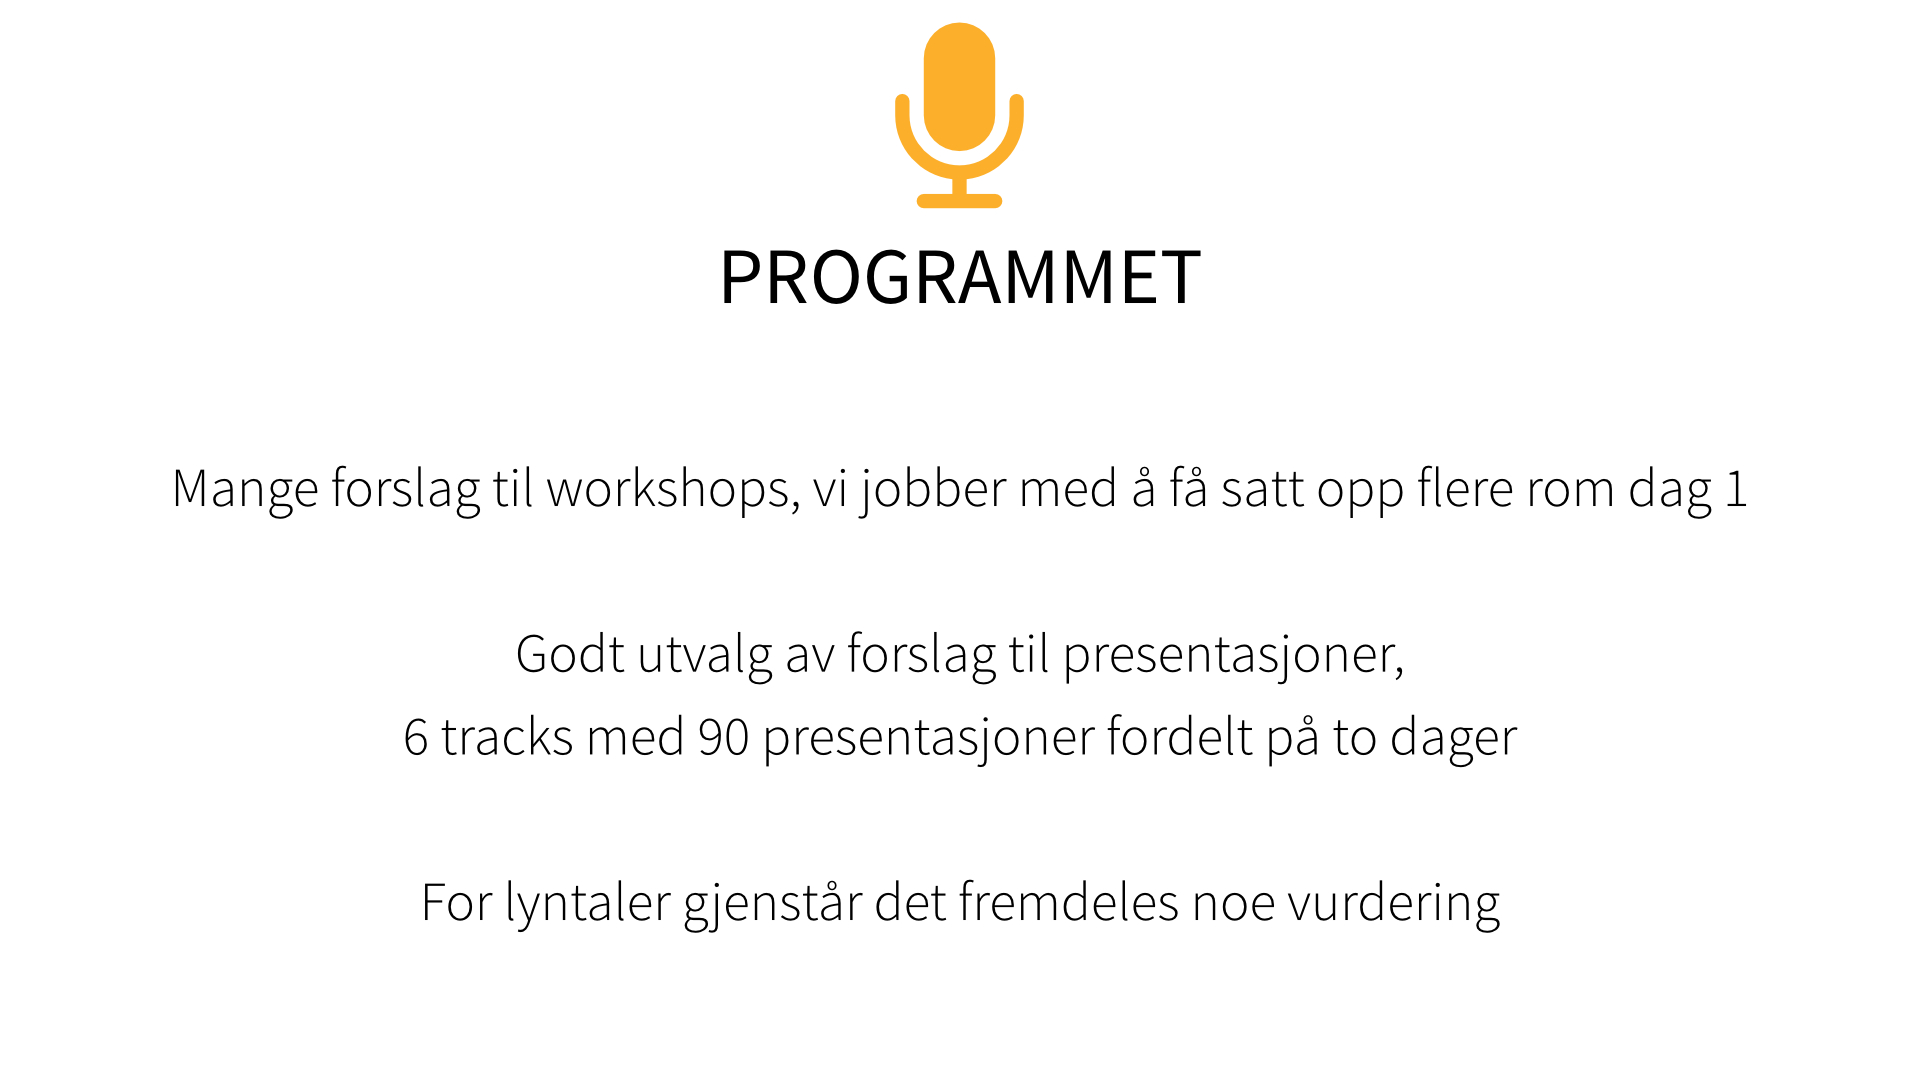 PROGRAMMET
Mange forslag til workshops, vi jobber med å få satt opp flere rom dag 1
Godt utvalg av forslag til presentasjoner,
6 tracks med 90 presentasjoner fordelt på to dager
For lyntaler gjenstår det fremdeles noe vurdering